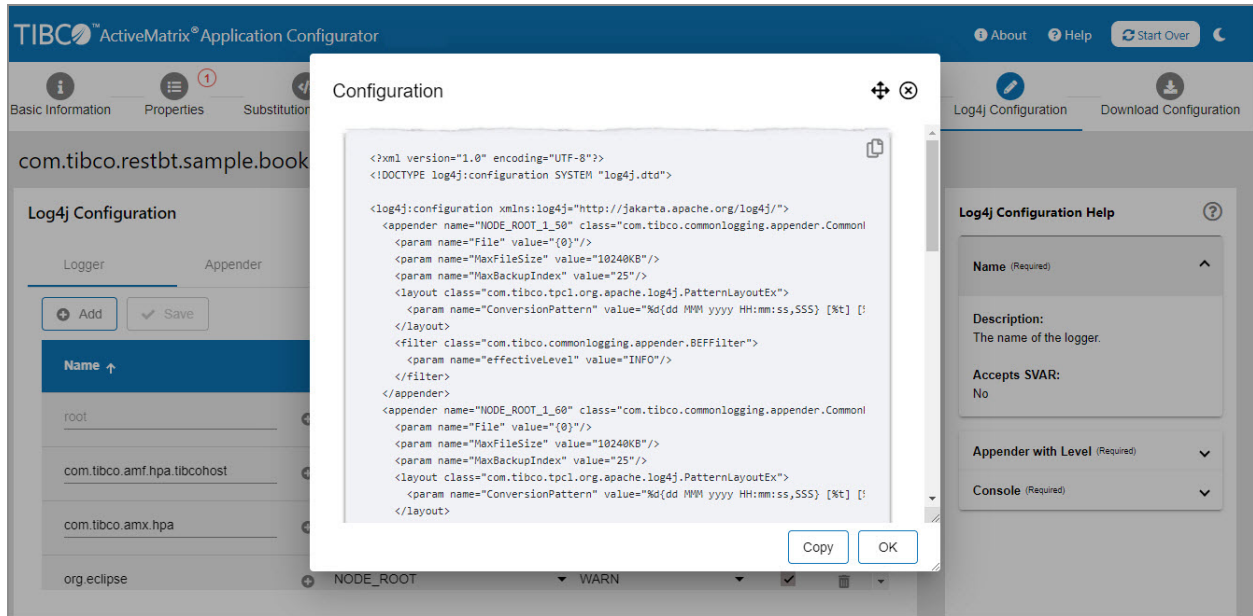 TIBCO™ ActiveMatrix® Application Configurator
About
Help
Start Over
Basic Information
Properties
1
Substitution
Log4j Configuration
Download Configuration
com.tibco.restbt.sample.book
Log4j Configuration
Logger
Appender
Add
Save
Name
root
com.tibco.amf.hpa.tibcohost
com.tibco.amx.hpa
org.eclipse
NODE_ROOT
WARN
Configuration
<?xml version="1.0" encoding="UTF-8"?>
<!DOCTYPE log4j:configuration SYSTEM "log4j.dtd">
<log4j:configuration xmlns:log4j="http://jakarta.apache.org/log4j/">
<appender name="NODE_ROOT_1_50" class="com.tibco.commonlogging.appender.Common
<param name="File" value="{0}"/>
<param name="MaxFileSize" value="10240KB"/>
<param name="MaxBackupIndex" value="25"/>
<layout class="com.tibco.tpcl.org.apache.log4j.PatternLayoutEx">
<param name="ConversionPattern" value="%d{dd MMM yyyy HH:mm:ss,SSS} [%t] [
</layout>
<filter class="com.tibco.commonlogging.appender.BEFFilter">
<param name="effectiveLevel" value="INFO"/>
</filter>
</appender>
<appender name="NODE_ROOT_1_60" class="com.tibco.commonlogging.appender.Common
<param name="File" value="{0}"/>
<param name="MaxFileSize" value="10240KB"/>
<param name="MaxBackupIndex" value="25"/>
<layout class="com.tibco.tpcl.org.apache.log4j.PatternLayoutEx">
<param name="ConversionPattern" value="%d{dd MMM yyyy HH:mm:ss,SSS} [%t] [
</layout>
Copy
OK
Log4j Configuration Help
Name (Required)
Description:
The name of the logger.
Accepts SVAR:
No
Appender with Level (Required)
Console (Required)